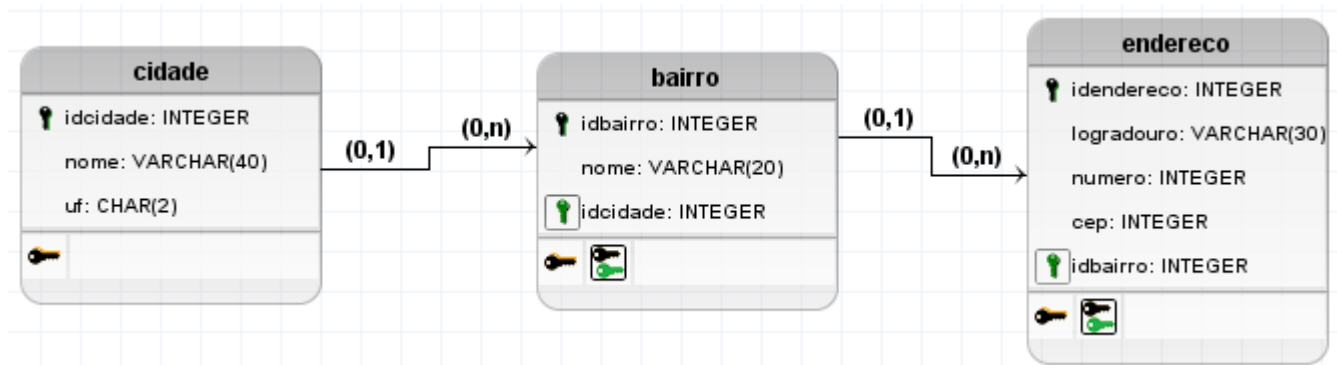 cidade
idcidade: INTEGER
nome: VARCHAR(40)
uf: CHAR(2)
(0,1)
(0,n)
bairro
idbairro: INTEGER
nome: VARCHAR(20)
idcidade: INTEGER
(0,1)
(0,n)
endereco
idendereco: INTEGER
logradouro: VARCHAR(30)
numero: INTEGER
cep: INTEGER
idbairro: INTEGER